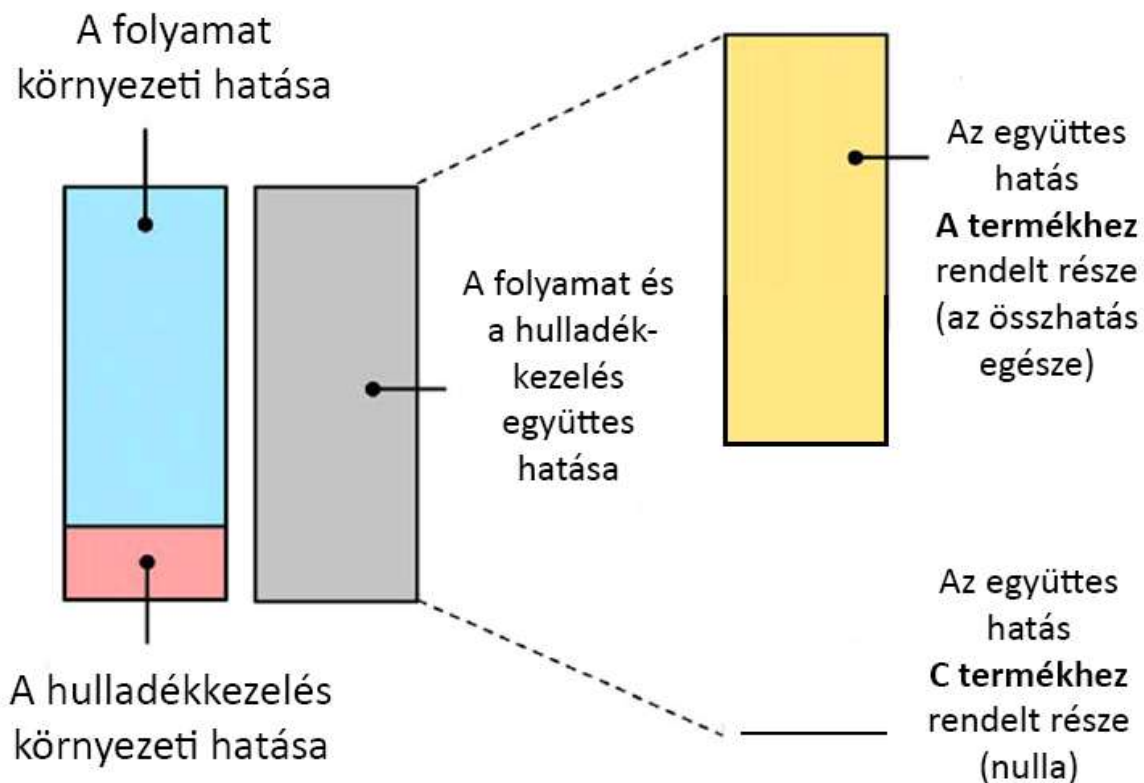 A folyamat
környezeti hatása
A folyamat és
a hulladék-
kezelés
együttes
hatása
Az együttes
hatás
A termékhez
rendelt része
(az összhatás
egésze)
Az együttes
hatás
C termékhez
rendelt része
(nulla)
A hulladékkezelés
környezeti hatása